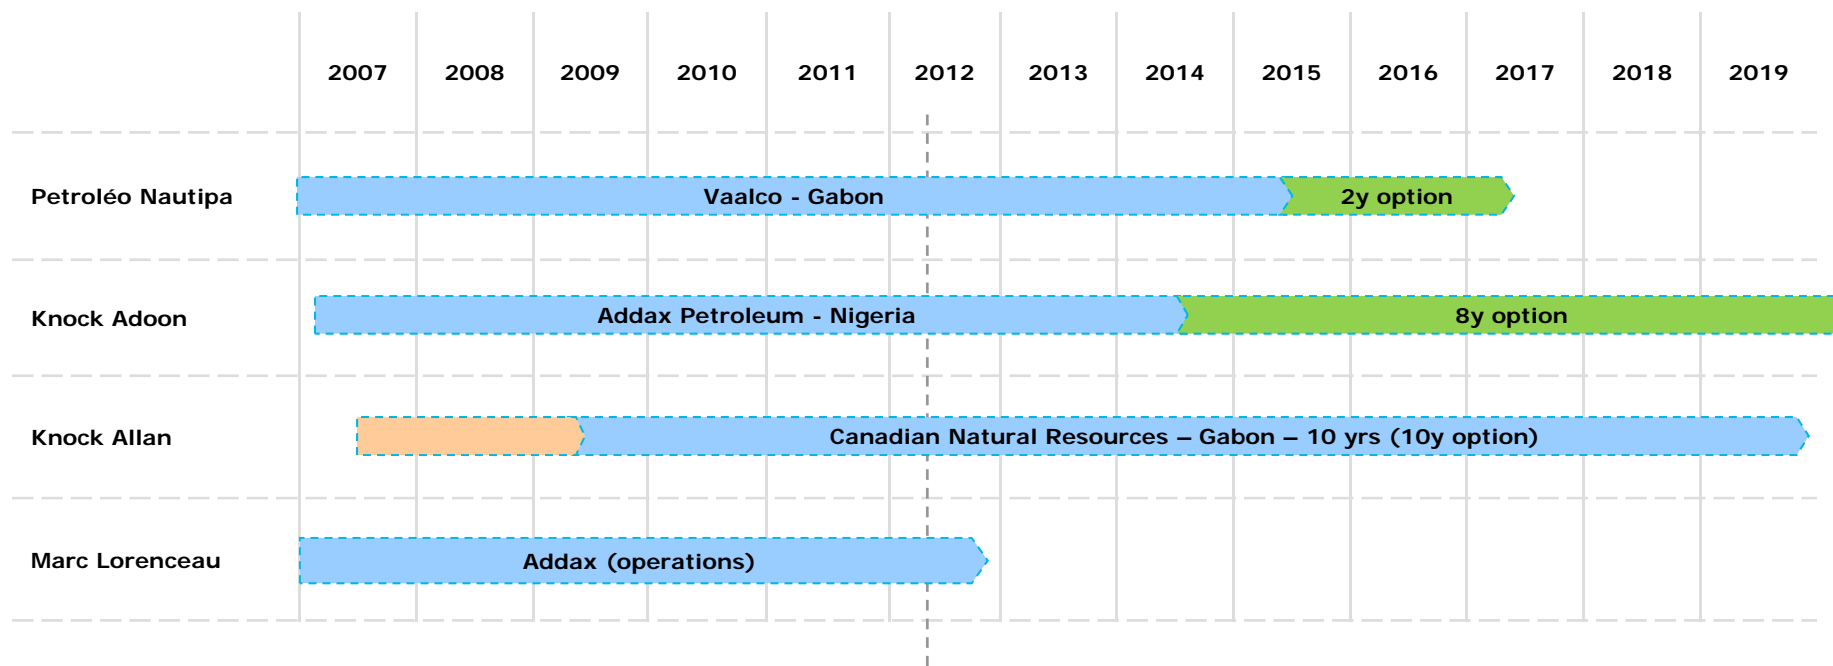 2007 2008 2009 2010 2011 2012 2013 2014 2015 2016 2017 2018 2019
Petroléo Nautipa Vaalco - Gabon 2y option
Knock Adoon Addax Petroleum - Nigeria 8y option
Knock Allan Canadian Natural Resources – Gabon – 10 yrs (10y option)
Marc Lorenceau Addax (operations)